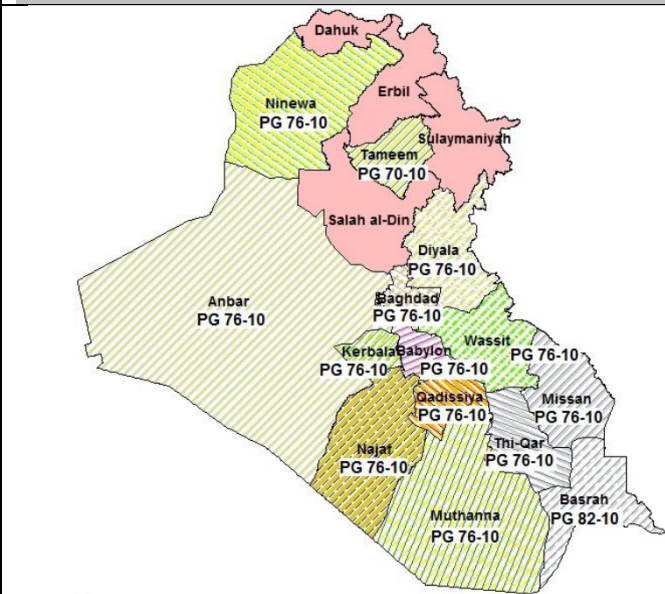 Dahuk
Erbil
Ninewa
PG 76-10
Sulaymaniyah
Tameem
PG 70-10
Salah al-Din
Diyala
PG 76-10
Baghdad
PG 76-10
Anbar
PG 76-10
Wassit
PG 76-10
Kerbala
PG 76-10
Babylon
PG 76-10
Qadissiya
PG 76-10
Missan
PG 76-10
Thi-Qar
PG 76-10
Najaf
PG 76-10
Basrah
PG 82-10
Muthanna
PG 76-10